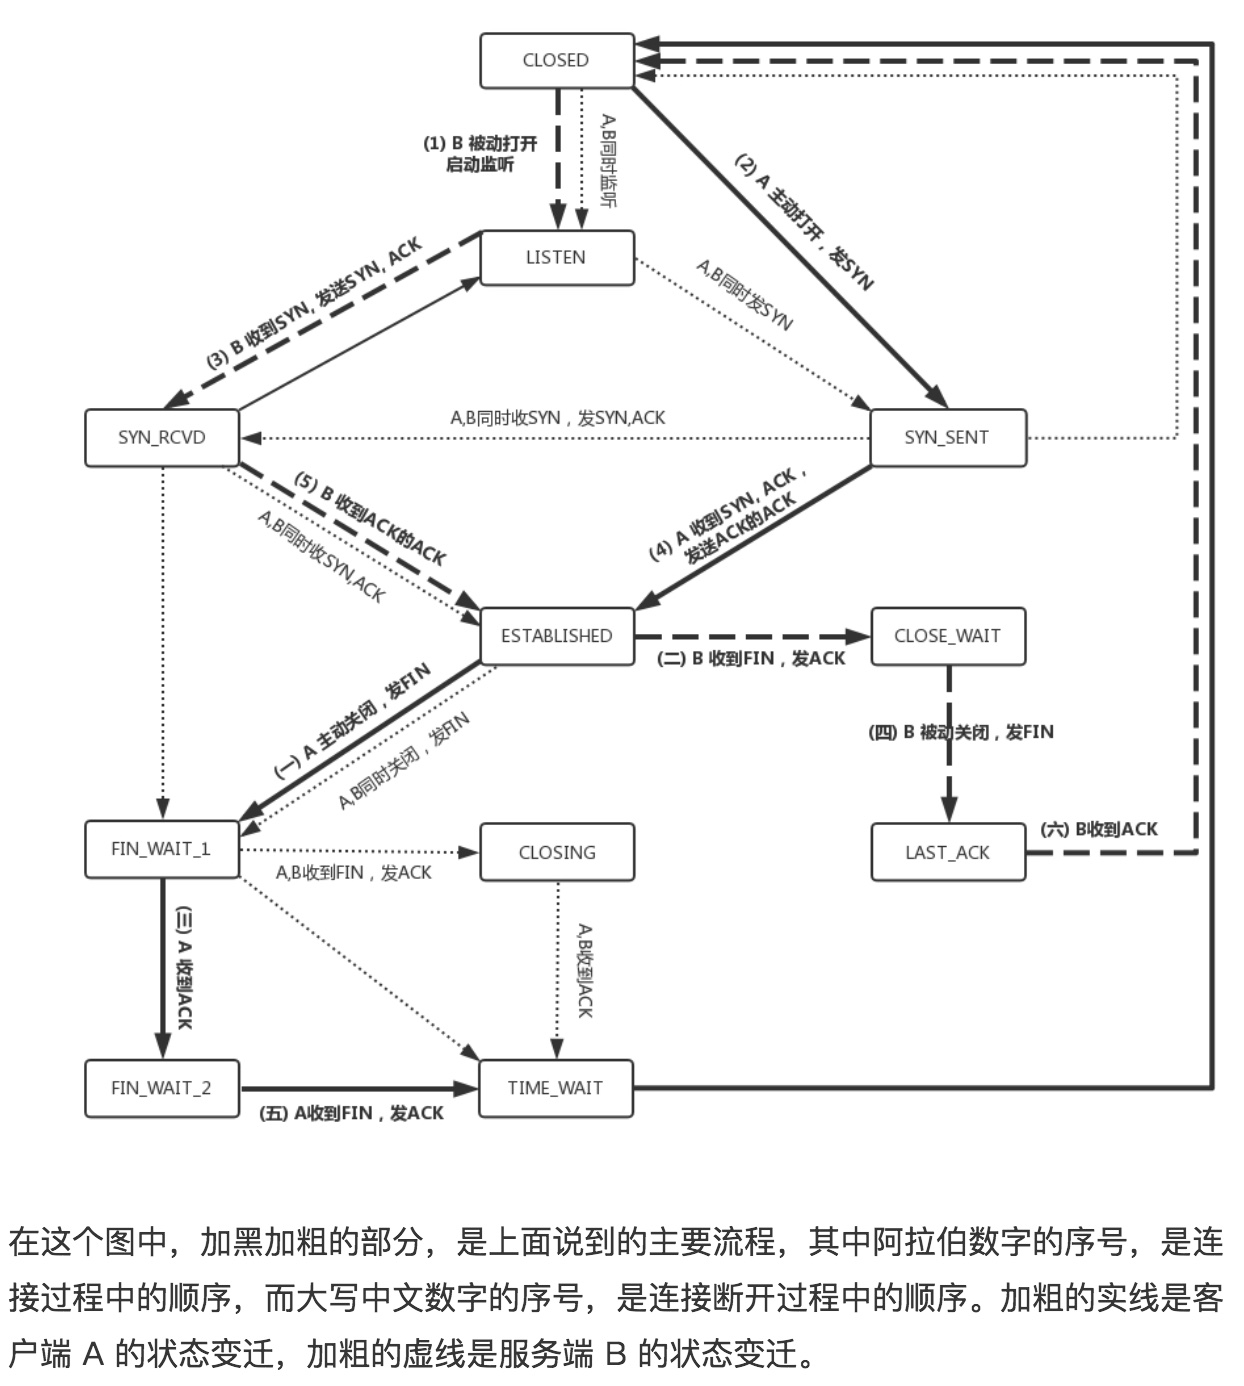 CLOSED
(1) B 被动打开
启动监听
A,B同时监听
(2) A 主动打开，发SYN
LISTEN
(3) B 收到SYN, 发送SYN, ACK
A,B同时发SYN
SYN_RCVD
A,B同时收SYN，发SYN,ACK
SYN_SENT
(5) B 收到ACK的ACK
A,B同时收SYN,ACK
(4) A 收到SYN, ACK，
发送ACK的ACK
ESTABLISHED
CLOSE_WAIT
(二) B 收到FIN，发ACK
(一) A 主动关闭，发FIN
A,B同时关闭，发FIN
(四) B 被动关闭，发FIN
FIN_WAIT_1
CLOSING
LAST_ACK
(六) B收到ACK
A,B收到FIN，发ACK
(三) A 收到ACK
A,B收到ACK
FIN_WAIT_2
TIME_WAIT
(五) A收到FIN，发ACK
在这个图中，加黑加粗的部分，是上面说到的主要流程，其中阿拉伯数字的序号，是连
接过程中的顺序，而大写中文数字的序号，是连接断开过程中的顺序。加粗的实线是客
户端 A 的状态变迁，加粗的虚线是服务端 B 的状态变迁。